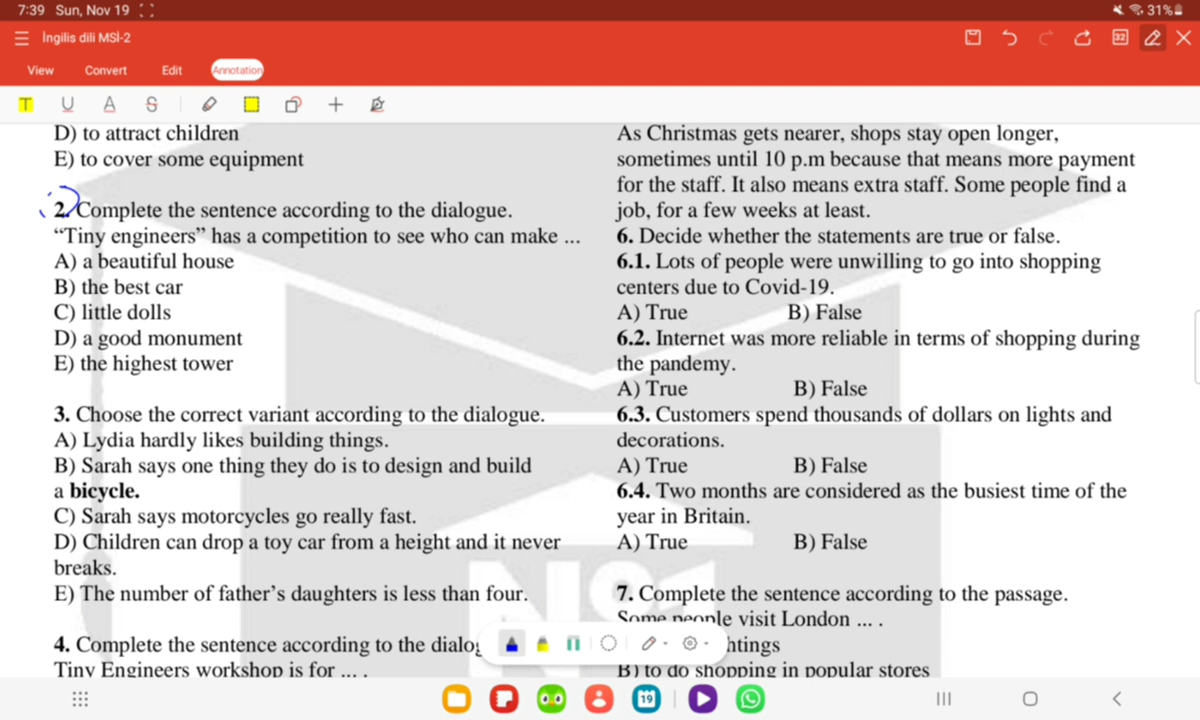 7:39 Sun, Nov 19
31%
İngilis dili MSİ-2
32
View Convert Edit Annotation
T U A S
D) to attract children
E) to cover some equipment
2. Complete the sentence according to the dialogue.
“Tiny engineers” has a competition to see who can make ...
A) a beautiful house
B) the best car
C) little dolls
D) a good monument
E) the highest tower
3. Choose the correct variant according to the dialogue.
A) Lydia hardly likes building things.
B) Sarah says one thing they do is to design and build
a bicycle.
C) Sarah says motorcycles go really fast.
D) Children can drop a toy car from a height and it never
breaks.
E) The number of father’s daughters is less than four.
4. Complete the sentence according to the dialog
Tiny Engineers workshop is for ... .
As Christmas gets nearer, shops stay open longer,
sometimes until 10 p.m because that means more payment
for the staff. It also means extra staff. Some people find a
job, for a few weeks at least.
6. Decide whether the statements are true or false.
6.1. Lots of people were unwilling to go into shopping
centers due to Covid-19.
A) True B) False
6.2. Internet was more reliable in terms of shopping during
the pandemy.
A) True B) False
6.3. Customers spend thousands of dollars on lights and
decorations.
A) True B) False
6.4. Two months are considered as the busiest time of the
year in Britain.
A) True B) False
7. Complete the sentence according to the passage.
Some people visit London ... .
htings
B) to do shopping in popular stores
№1
19